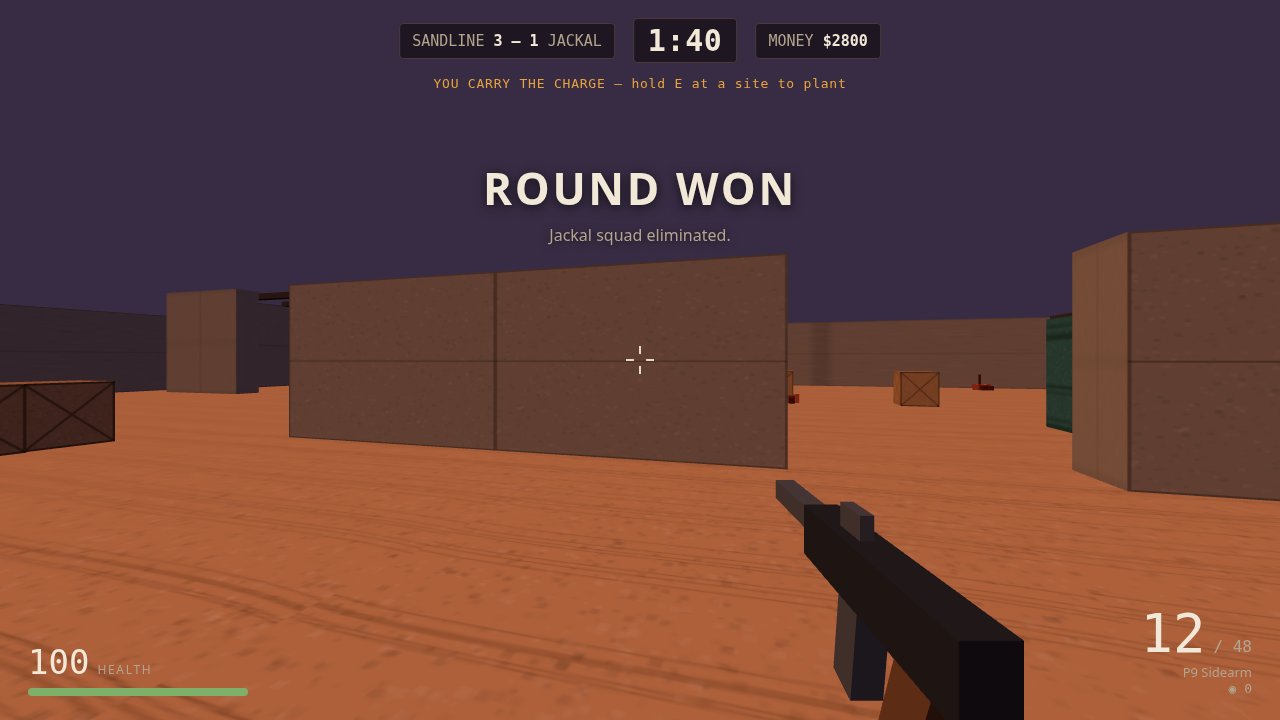 SANDLINE 3 — 1 JACKAL
1:40
MONEY $2800
YOU CARRY THE CHARGE — hold E at a site to plant
ROUND WON
Jackal squad eliminated.
100 HEALTH
12 / 48
P9 Sidearm
◉ 0